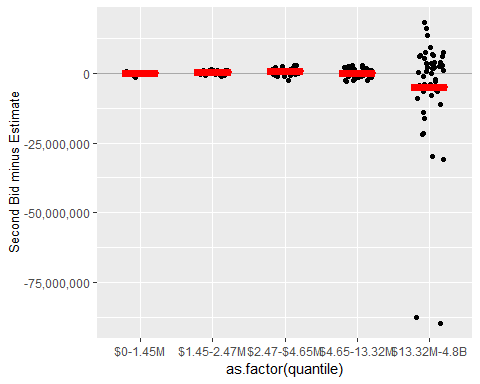 Second Bid minus Estimate
0
-25,000,000
-50,000,000
-75,000,000
$0-1.45M $1.45-2.47M $2.47-$4.65M $4.65-13.32M $13.32M-4.8B
as.factor(quantile)